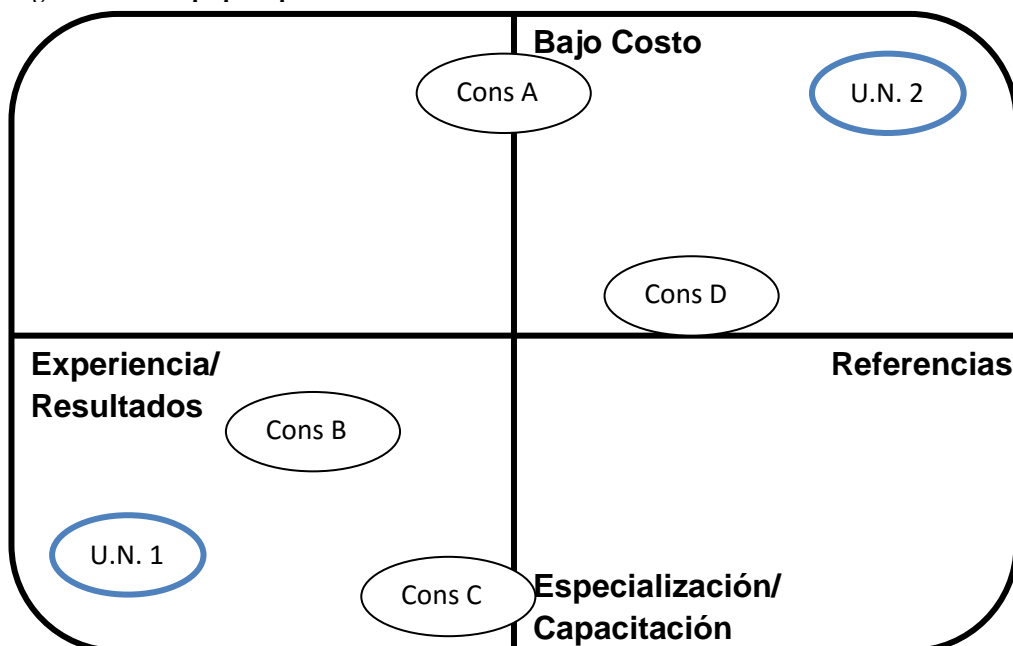 Bajo Costo
Cons A
U.N. 2
Cons D
Experiencia/
Resultados
Referencias
Cons B
U.N. 1
Cons C
Especialización/
Capacitación